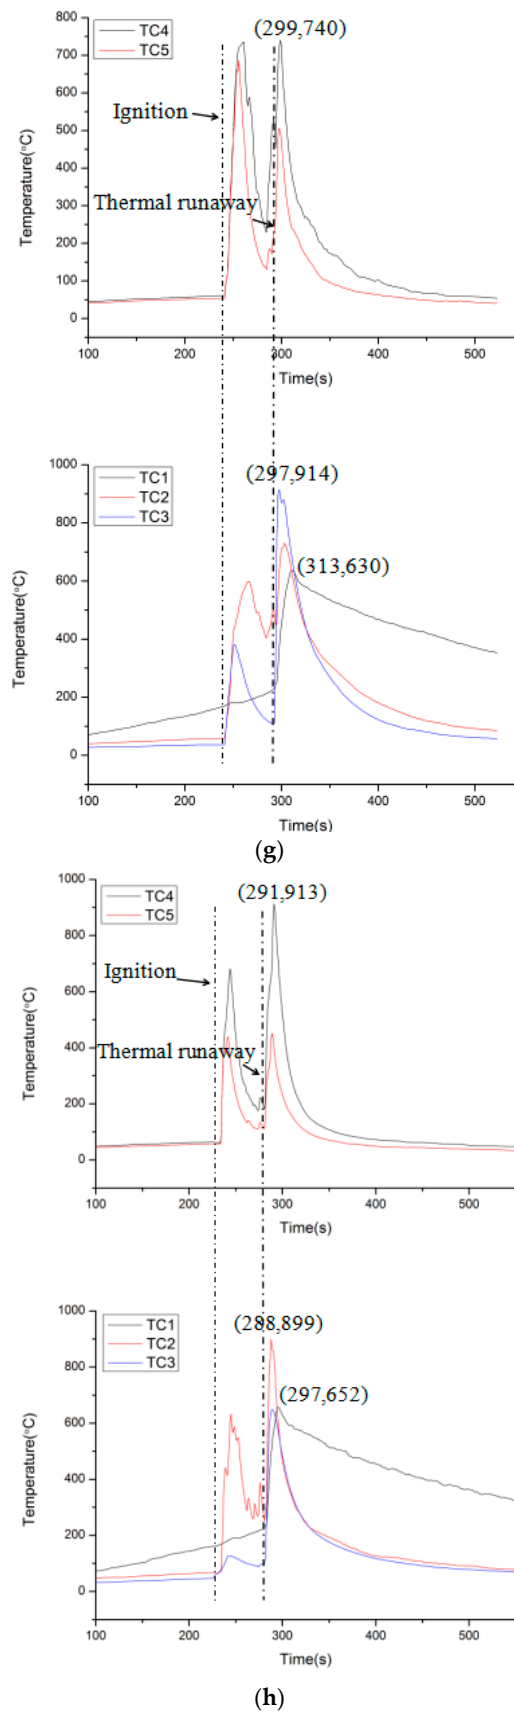 (299,740)
TC4
TC5
Ignition
Thermal runaway
Temperature(°C)
800
700
600
500
400
300
200
100
0
100 200 300 400 500
Time(s)
(297,914)
TC1
TC2
TC3
(313,630)
Temperature(°C)
1000
800
600
400
200
0
100 200 300 400 500
Time(s)
(g)
(291,913)
TC4
TC5
Ignition
Thermal runaway
Temperature(°C)
1000
800
600
400
200
0
100 200 300 400 500
Time(s)
(288,899)
TC1
TC2
TC3
(297,652)
Temperature(°C)
1000
800
600
400
200
0
100 200 300 400 500
Time(s)
(h)